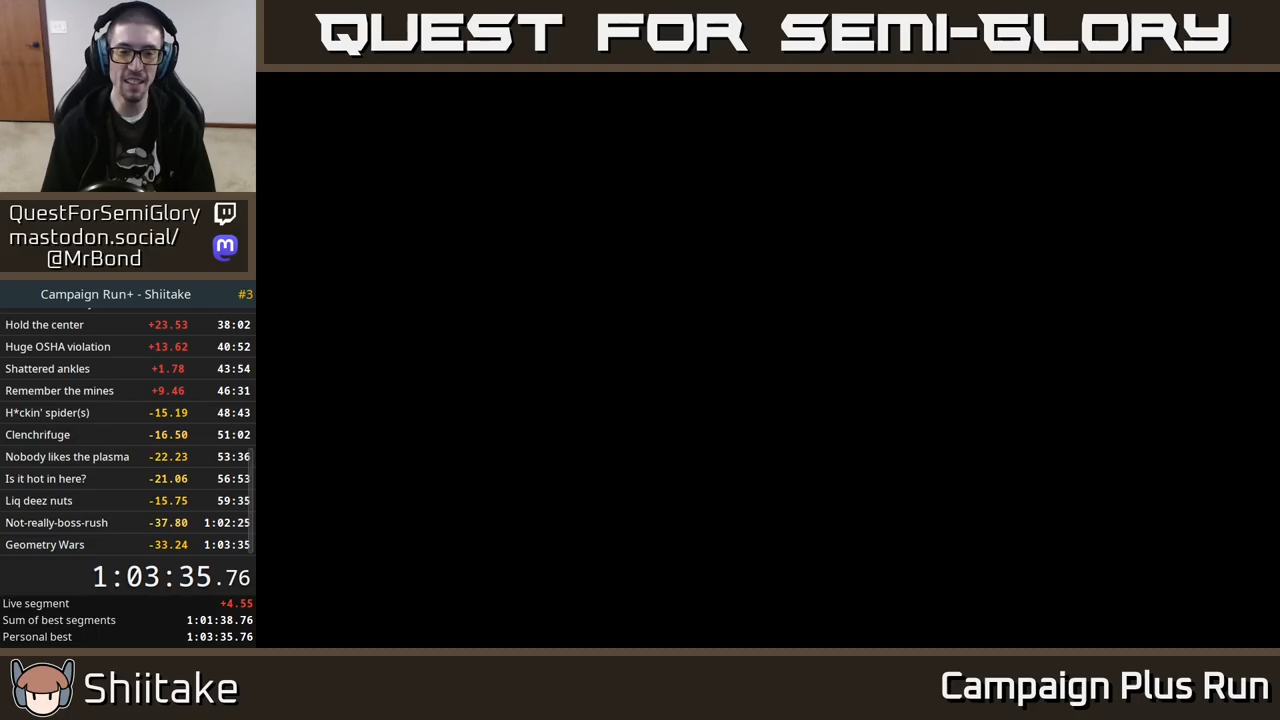 QUEST FOR SEMI-GLORY
QuestForSemiGlory
mastodon.social/
@MrBond
Campaign Run+ - Shiitake #3
Hold the center +23.53 38:02
Huge OSHA violation +13.62 40:52
Shattered ankles +1.78 43:54
Remember the mines +9.46 46:31
H*ckin' spider(s) -15.19 48:43
Clenchrifuge -16.50 51:02
Nobody likes the plasma -22.23 53:36
Is it hot in here? -21.06 56:53
Liq deez nuts -15.75 59:35
Not-really-boss-rush -37.80 1:02:25
Geometry Wars -33.24 1:03:35
1:03:35.76
Live segment +4.55
Sum of best segments 1:01:38.76
Personal best 1:03:35.76
Shiitake
Campaign Plus Run